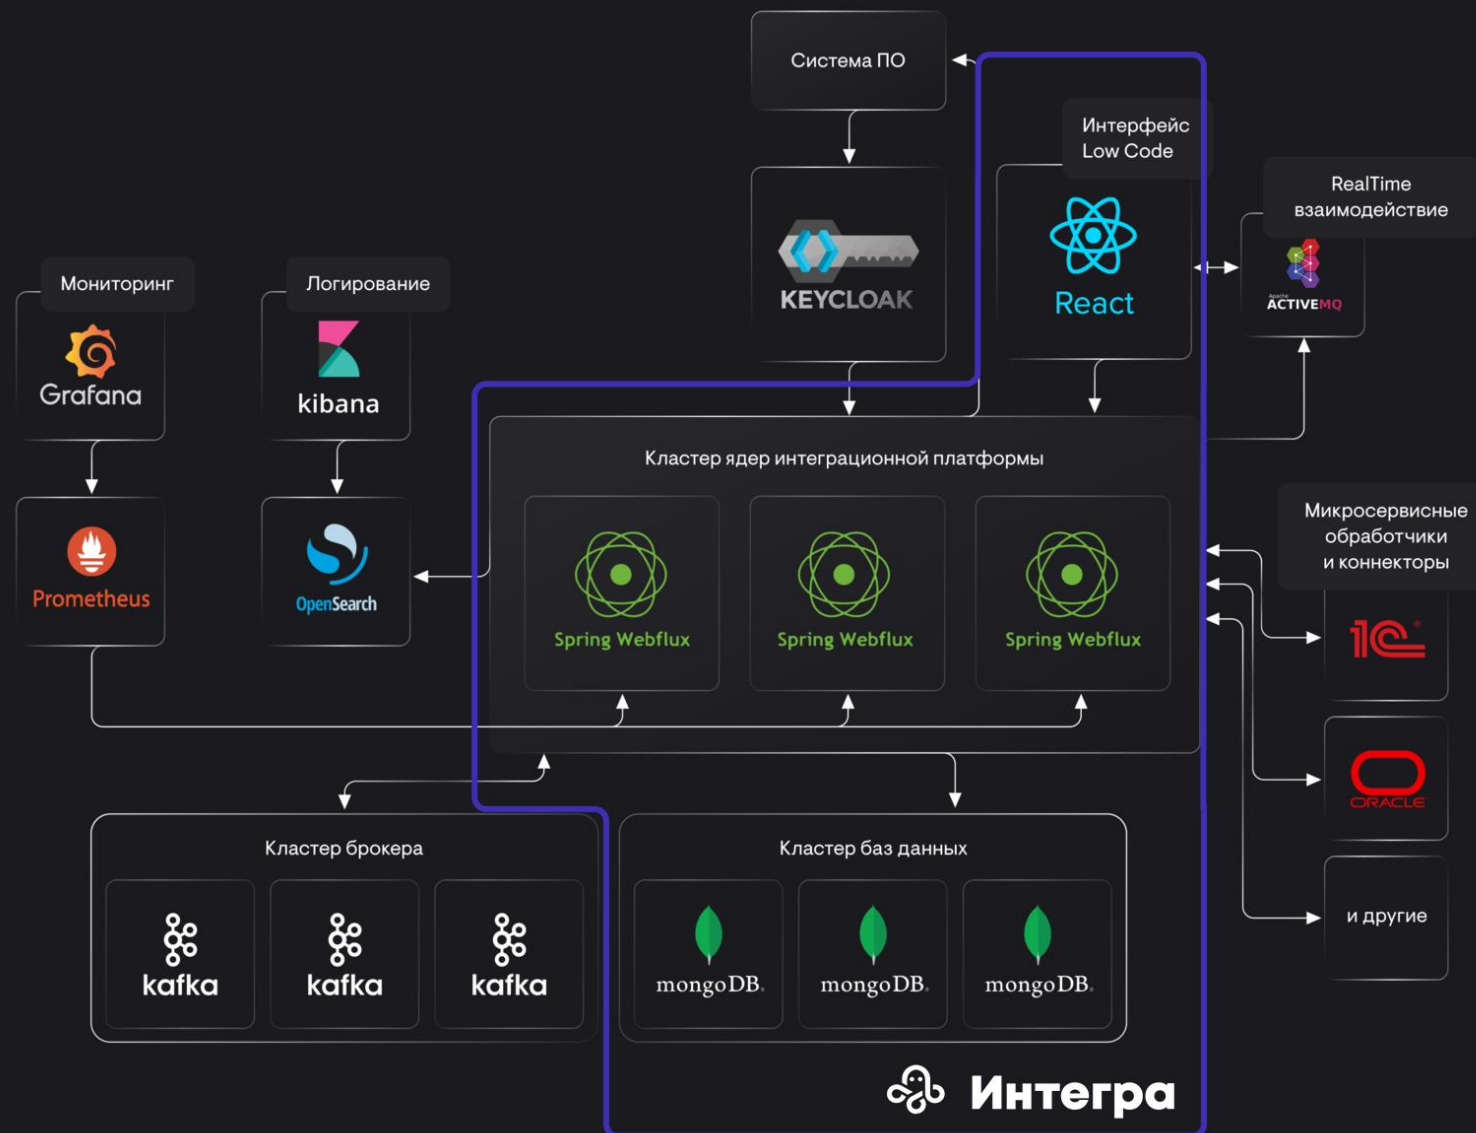 Система ПО
Интерфейс
Low Code
RealTime
взаимодействие
KEYCLOAK
React
Apache
ACTIVEMQ
Мониторинг
Grafana
Логирование
kibana
Prometheus
OpenSearch
Кластер ядер интеграционной платформы
Spring Webflux
Spring Webflux
Spring Webflux
Микросервисные
обработчики
и коннекторы
1C
ORACLE
и другие
Кластер брокера
kafka
kafka
kafka
Кластер баз данных
mongoDB.
mongoDB.
mongoDB.
Интегра